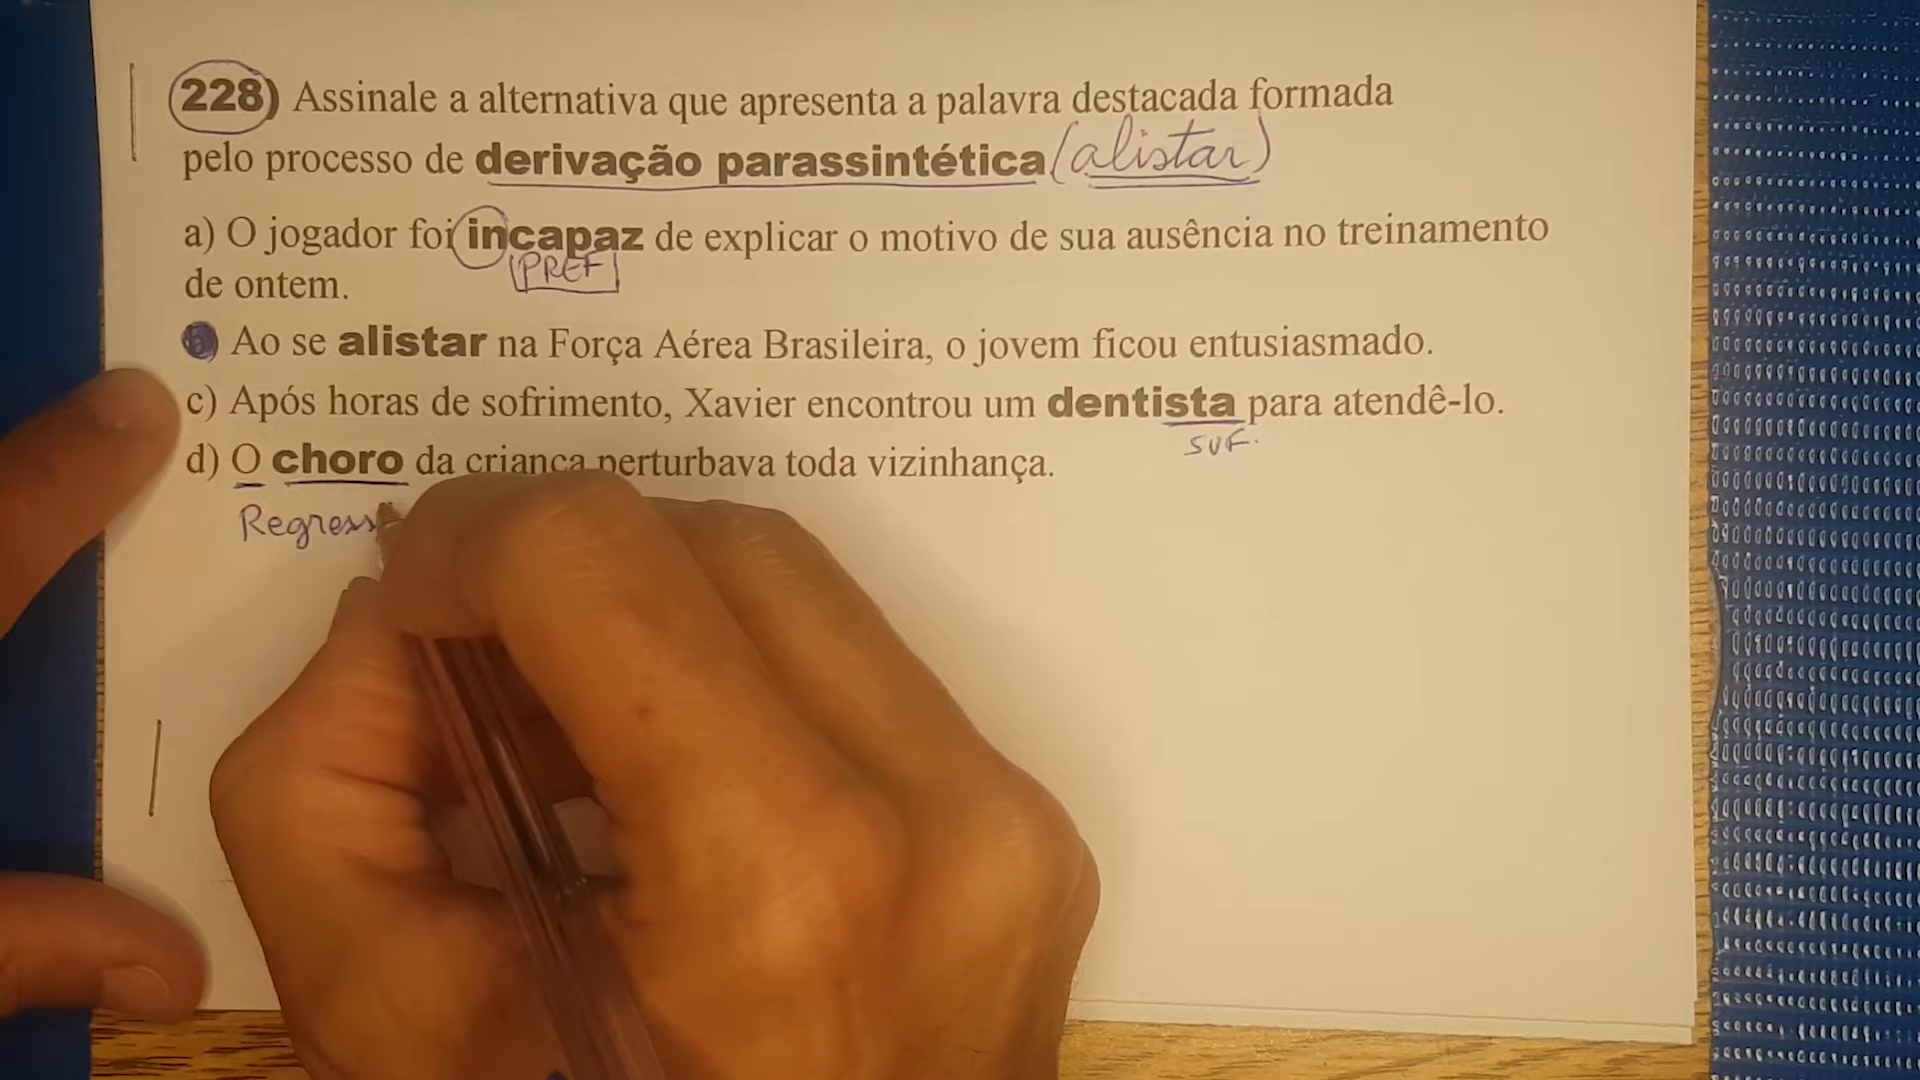 228) Assinale a alternativa que apresenta a palavra destacada formada
pelo processo de derivação parassintética (alistar)
a) O jogador foi incapaz de explicar o motivo de sua ausência no treinamento
PREF
de ontem.
b) Ao se alistar na Força Aérea Brasileira, o jovem ficou entusiasmado.
c) Após horas de sofrimento, Xavier encontrou um dentista para atendê-lo.
SUF.
d) O choro da criança perturbava toda vizinhança.
Regress